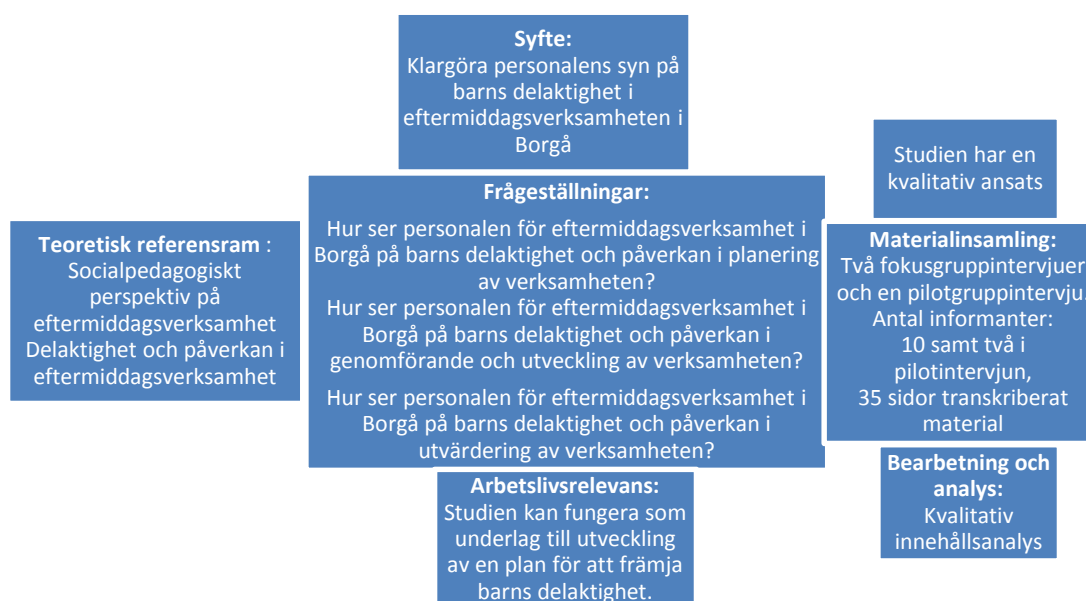 Syfte:
Klargöra personalens syn på
barns delaktighet i
eftermiddagsverksamheten i
Borgå
Frågeställningar:
Hur ser personalen för eftermiddagsverksamhet i
Borgå på barns delaktighet och påverkan i planering
av verksamheten?
Hur ser personalen för eftermiddagsverksamhet i
Borgå på barns delaktighet och påverkan i
genomförande och utveckling av verksamheten?
Hur ser personalen för eftermiddagsverksamhet i
Borgå på barns delaktighet och påverkan i
utvärdering av verksamheten?
Teoretisk referensram :
Socialpedagogiskt
perspektiv på
eftermiddagsverksamhet
Delaktighet och påverkan i
eftermiddagsverksamhet
Studien har en
kvalitativ ansats
Materialinsamling:
Två fokusgruppintervjuer
och en pilotgruppintervju.
Antal informanter:
10 samt två i
pilotintervjun,
35 sidor transkriberat
material
Bearbetning och
analys:
Kvalitativ
innehållsanalys
Arbetslivsrelevans:
Studien kan fungera som
underlag till utveckling
av en plan för att främja
barns delaktighet.